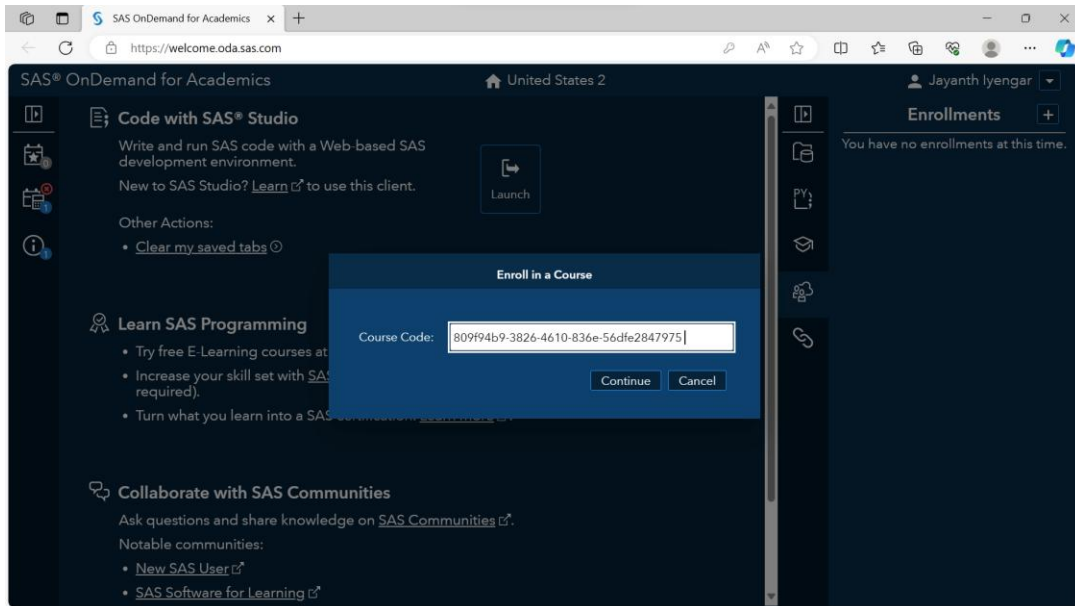 SAS OnDemand for Academics
https://welcome.oda.sas.com
SAS® OnDemand for Academics
United States 2
Jayanth Iyengar
Code with SAS® Studio
Write and run SAS code with a Web-based SAS
development environment.
New to SAS Studio? Learn to use this client.
Launch
Other Actions:
• Clear my saved tabs
Enrollments
You have no enrollments at this time.
Enroll in a Course
Course Code: 809f94b9-3826-4610-836e-56dfe2847975
Continue Cancel
Learn SAS Programming
• Try free E-Learning courses at
• Increase your skill set with SAS
required).
• Turn what you learn into a SAS
Collaborate with SAS Communities
Ask questions and share knowledge on SAS Communities.
Notable communities:
• New SAS User
• SAS Software for Learning